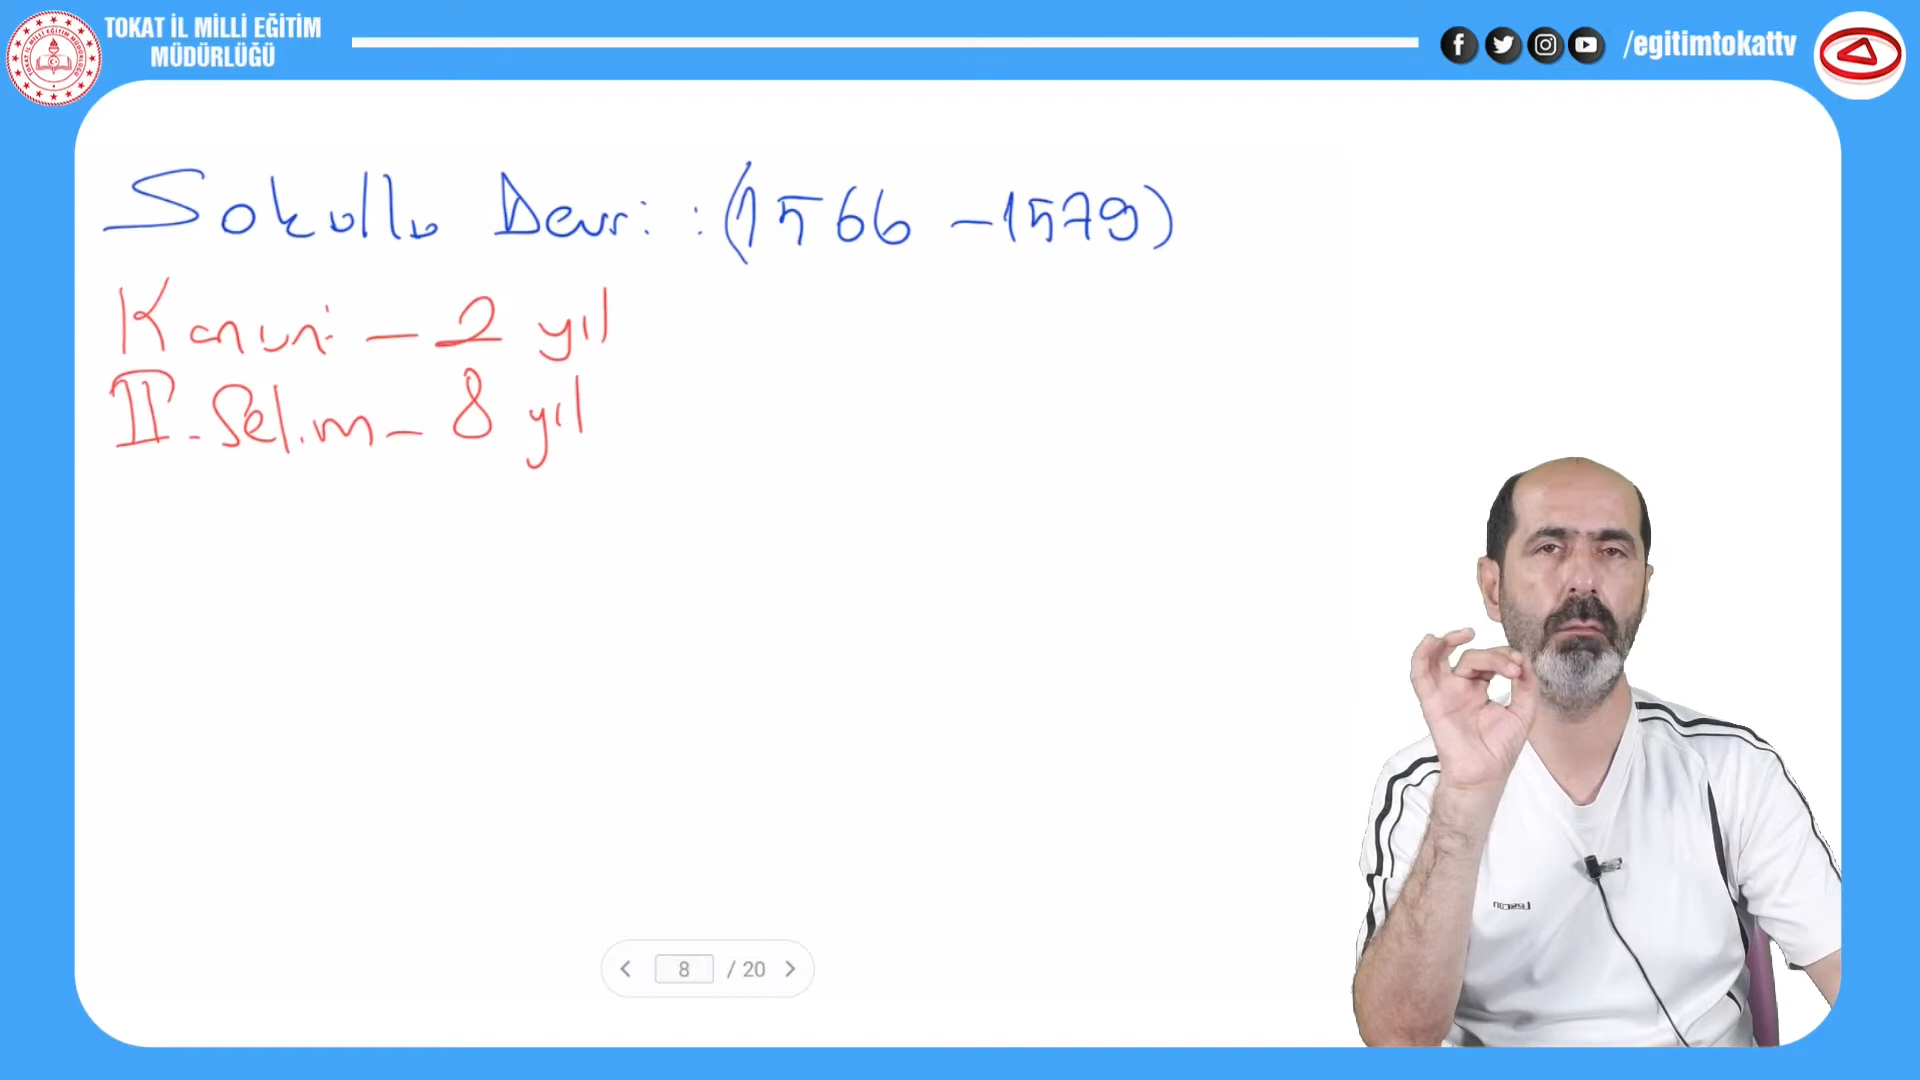 TOKAT İL MİLLİ EĞİTİM
MÜDÜRLÜĞÜ
/egitimtokattv
Sokullu Devri : (1566 - 1579)
Kanuni - 2 yıl
II. Selim - 8 yıl
8 / 20